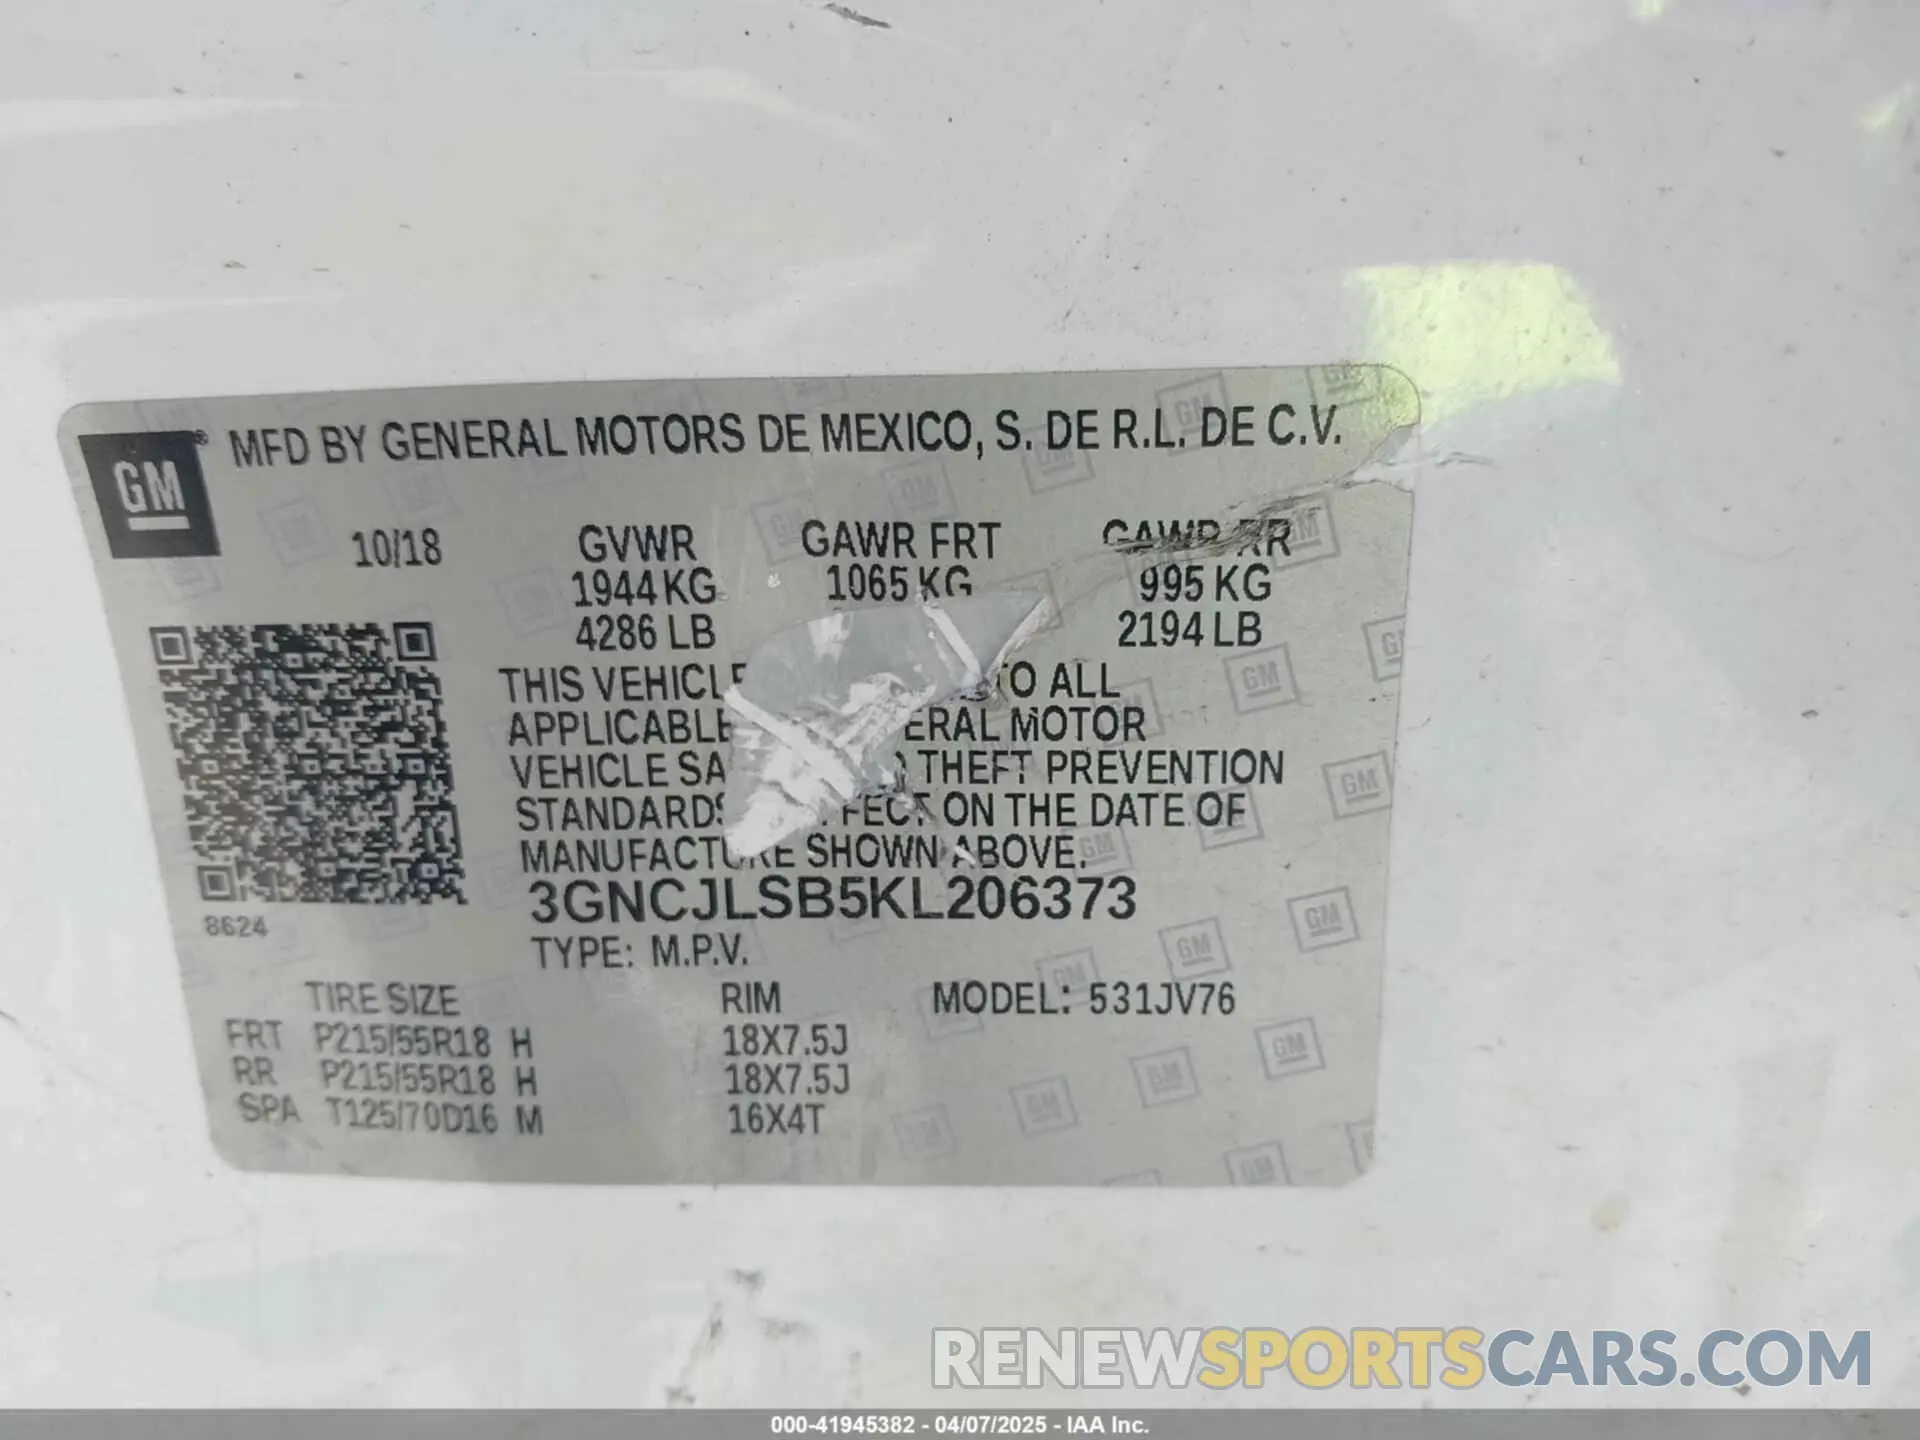 GM® MFD BY GENERAL MOTORS DE MEXICO, S. DE R.L. DE C.V.
10/18 GVWR GAWR FRT GAWR RR
1944 KG 1065 KG 995 KG
4286 LB 2194 LB
THIS VEHICLE TO ALL
APPLICABLE MOTOR
VEHICLE THEFT PREVENTION
STANDARDS ON THE DATE OF
MANUFACTURE SHOWN ABOVE.
3GNCJLSB5KL206373
8624
TYPE: M.P.V.
TIRE SIZE RIM MODEL: 531JV76
FRT P215/55R18 H 18X7.5J
RR P215/55R18 H 18X7.5J
SPA T125/70D16 M 16X4T
RENEWSPORTSCARS.COM
000-41945382 - 04/07/2025 - IAA Inc.